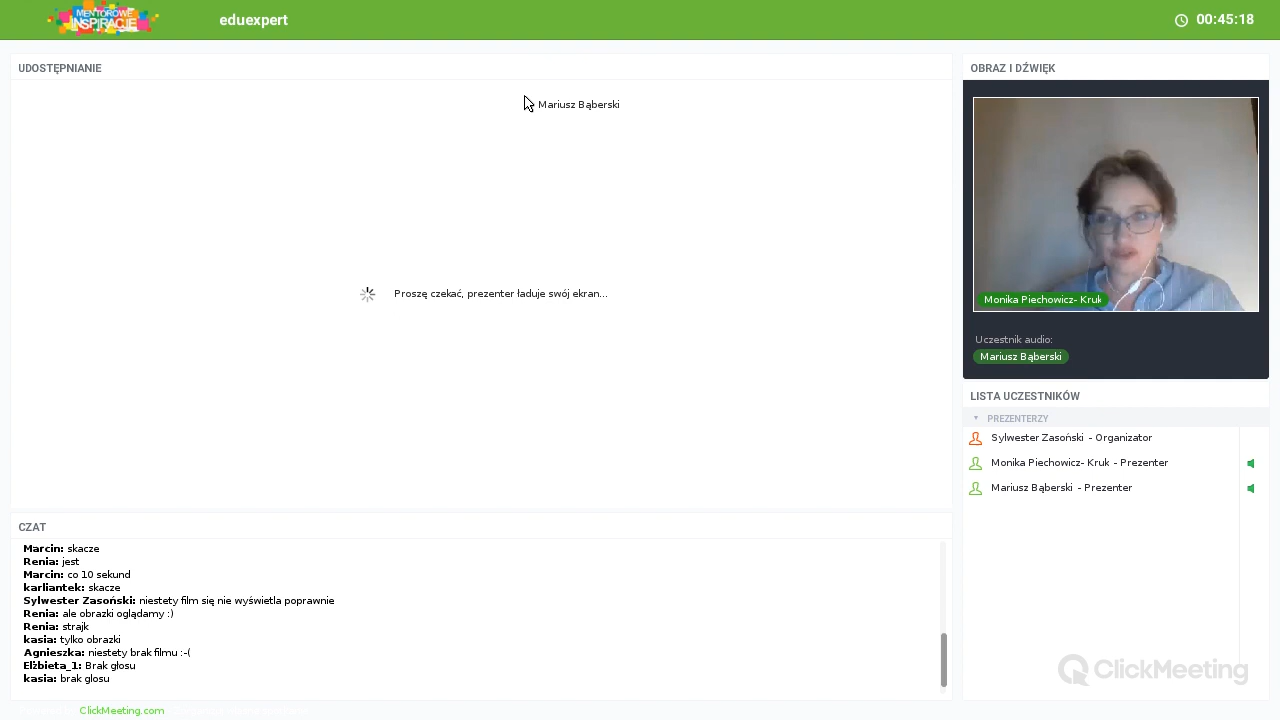 MENTOROWE
INSPIRACJE
eduexpert
00:45:18
UDOSTĘPNIANIE
Mariusz Bąberski
Proszę czekać, prezenter ładuje swój ekran...
OBRAZ I DŹWIĘK
Monika Piechowicz- Kruk
Uczestnik audio:
Mariusz Bąberski
LISTA UCZESTNIKÓW
PREZENTERZY
Sylwester Zasoński - Organizator
Monika Piechowicz- Kruk - Prezenter
Mariusz Bąberski - Prezenter
CZAT
Marcin: skacze
Renia: jest
Marcin: co 10 sekund
karliantek: skacze
Sylwester Zasoński: niestety film się nie wyświetla poprawnie
Renia: ale obrazki oglądamy :)
Renia: strajk
kasia: tylko obrazki
Agnieszka: niestety brak filmu :-(
Elżbieta_1: Brak głosu
kasia: brak glosu
ClickMeeting
ClickMeeting.com